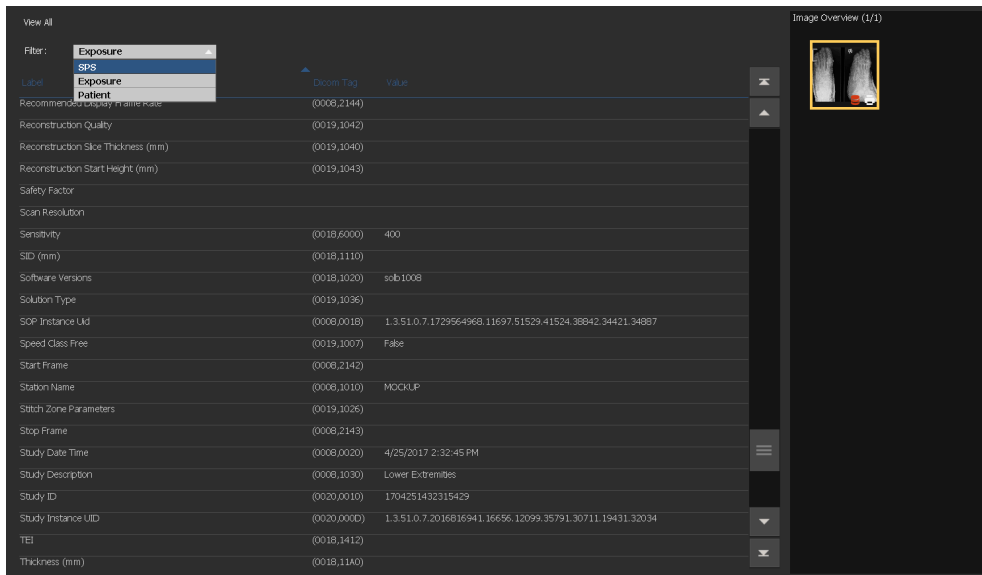 View All
Image Overview (1/1)
Filter: Exposure
SPS
Exposure
Patient
Label Dicom Tag Value
Recommended Display Frame Rate (0008,2144)
Reconstruction Quality (0019,1042)
Reconstruction Slice Thickness (mm) (0019,1040)
Reconstruction Start Height (mm) (0019,1043)
Safety Factor
Scan Resolution
Sensitivity (0018,6000) 400
SID (mm) (0018,1110)
Software Versions (0018,1020) solb1008
Solution Type (0019,1036)
SOP Instance Uid (0008,0018) 1.3.51.0.7.1729564968.11697.51529.41524.38842.34421.34887
Speed Class Free (0019,1007) False
Start Frame (0008,2142)
Station Name (0008,1010) MOCKUP
Stitch Zone Parameters (0019,1026)
Stop Frame (0008,2143)
Study Date Time (0008,0020) 4/25/2017 2:32:45 PM
Study Description (0008,1030) Lower Extremities
Study ID (0020,0010) 1704251432315429
Study Instance UID (0020,000D) 1.3.51.0.7.2016816941.16656.12099.35791.30711.19431.32034
TEI (0018,1412)
Thickness (mm) (0018,11A0)